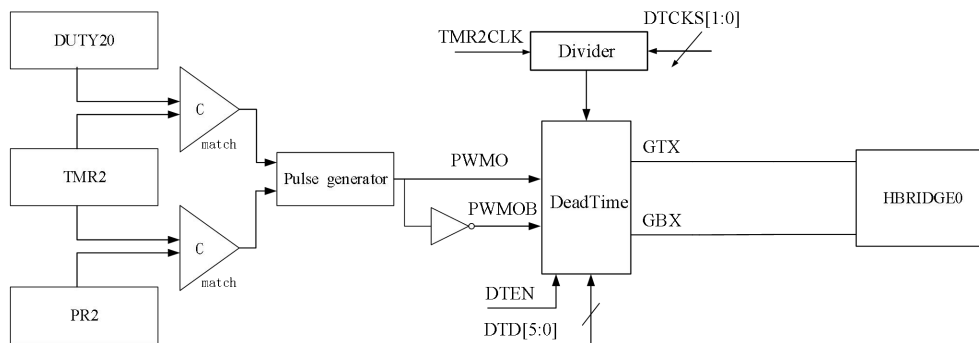 DUTY20
TMR2CLK
Divider
DTCKS[1:0]
C
match
TMR2
Pulse generator
PWMO
PWMOB
DeadTime
GTX
GBX
HBRIDGE0
C
match
PR2
DTEN
DTD[5:0]